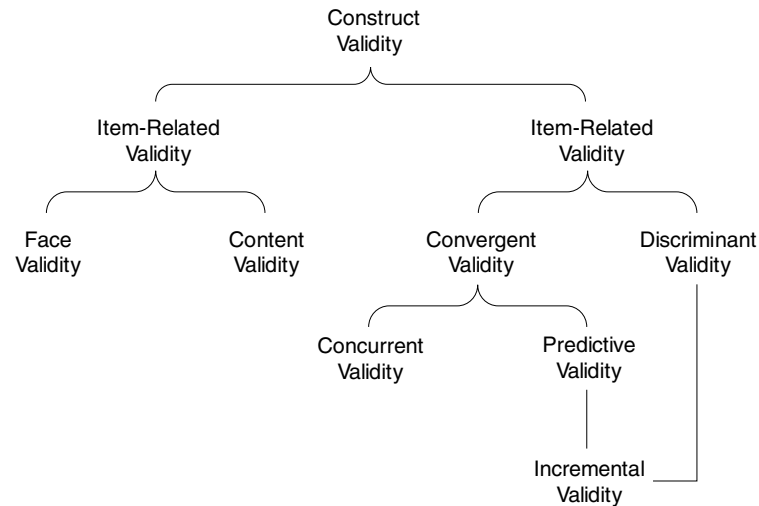 Construct
Validity
Item-Related
Validity
Item-Related
Validity
Face
Validity
Content
Validity
Convergent
Validity
Discriminant
Validity
Concurrent
Validity
Predictive
Validity
Incremental
Validity